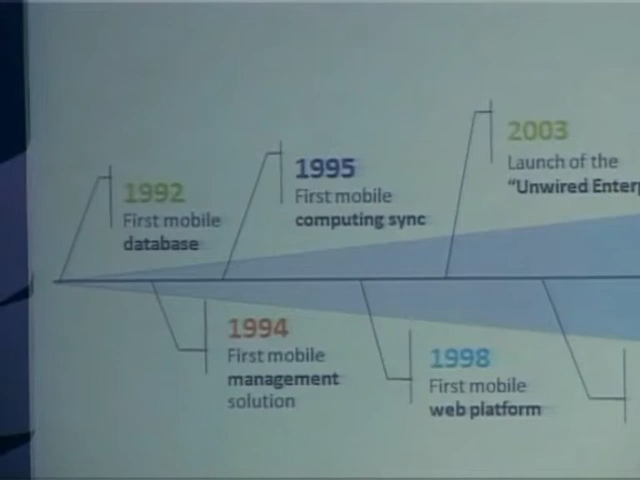 1992
First mobile
database
1995
First mobile
computing sync
2003
Launch of the
"Unwired Enter
1994
First mobile
management
solution
1998
First mobile
web platform